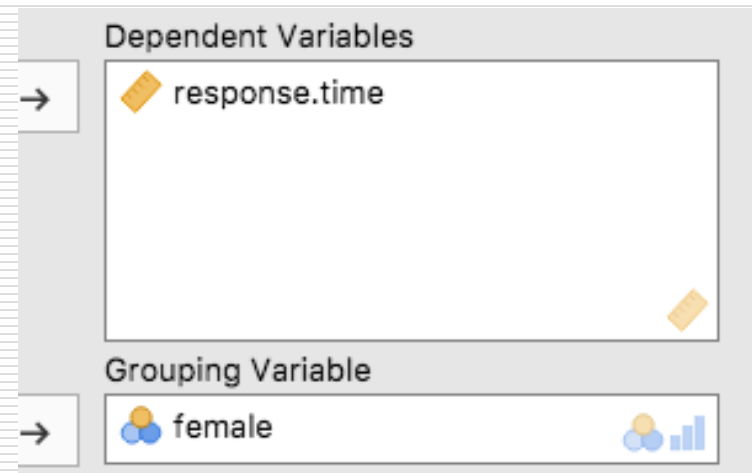 Dependent Variables
→ response.time
Grouping Variable
→ female